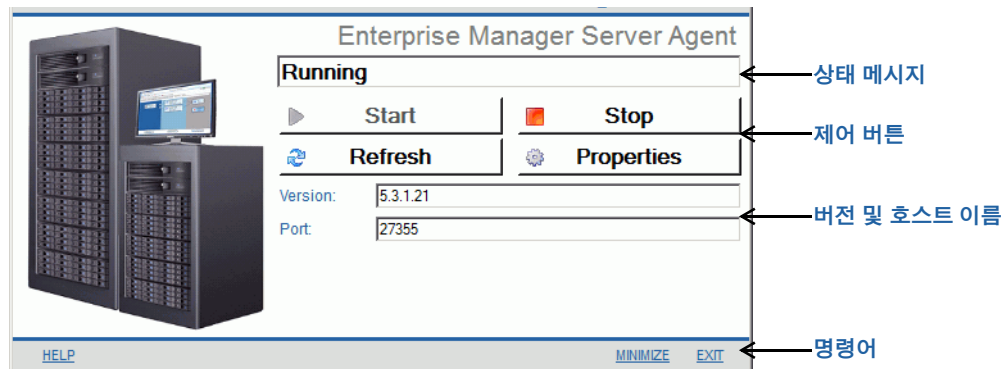 Enterprise Manager Server Agent
Running
상태 메시지
Start
Stop
제어 버튼
Refresh
Properties
Version:
5.3.1.21
버전 및 호스트 이름
Port:
27355
HELP
MINIMIZE
EXIT
명령어